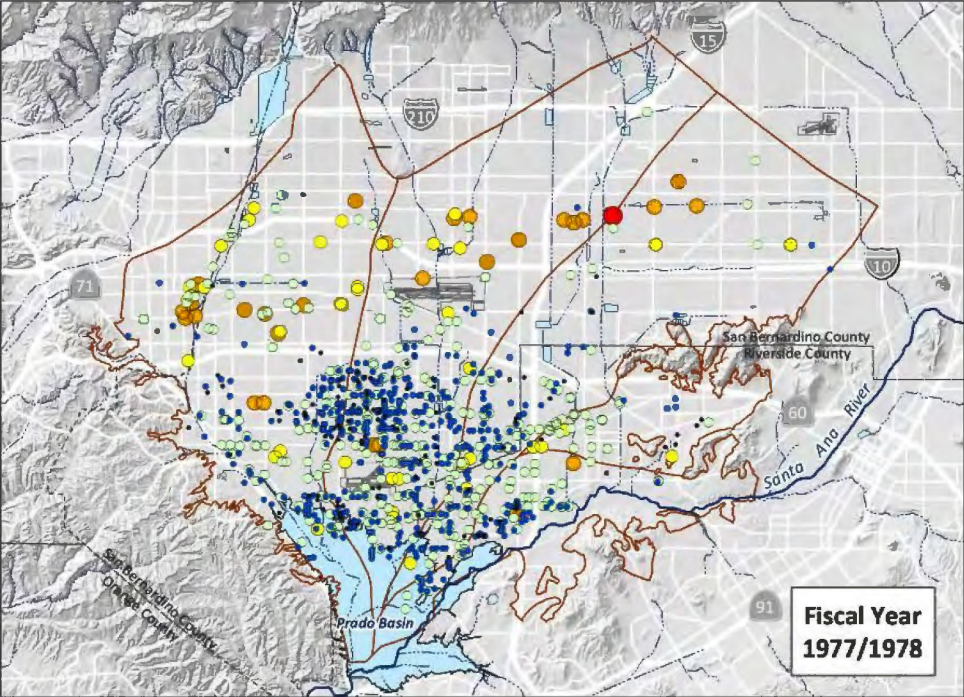 15
210
10
71
San Bernardino County
Riverside County
60
Santa Ana River
San Bernardino County
Orange County
Prado Basin
91
Fiscal Year
1977/1978